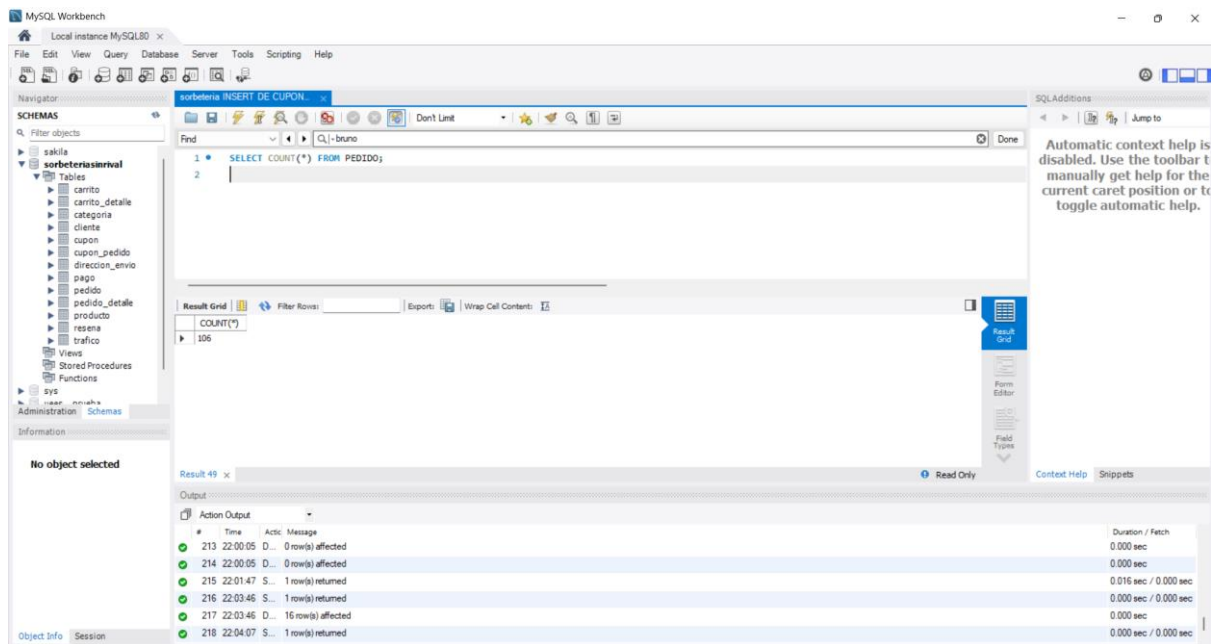 MySQL Workbench
Local instance MySQL80
File Edit View Query Database Server Tools Scripting Help
Navigator
SCHEMAS
Filter objects
sakila
sorbeteriasinrival
Tables
carrito
carrito_detalle
categoria
cliente
cupon
cupon_pedido
direccion_envio
pago
pedido
pedido_detalle
producto
resena
trafico
Views
Stored Procedures
Functions
sys
Administration Schemas
Information
No object selected
Object Info Session
sorbeteria INSERT DE CUPON...
Don't Limit
Find -bruno Done
1 SELECT COUNT(*) FROM PEDIDO;
2
Result Grid Filter Rows: Export: Wrap Cell Content:
COUNT(*)
106
Result Grid
Form Editor
Field Types
Result 49 Read Only
Output
Action Output
# Time Actic Message Duration / Fetch
213 22:00:05 D... 0 row(s) affected 0.000 sec
214 22:00:05 D... 0 row(s) affected 0.000 sec
215 22:01:47 S... 1 row(s) returned 0.016 sec / 0.000 sec
216 22:03:46 S... 1 row(s) returned 0.000 sec / 0.000 sec
217 22:03:46 D... 16 row(s) affected 0.000 sec
218 22:04:07 S... 1 row(s) returned 0.000 sec / 0.000 sec
SQLAdditions
Jump to
Automatic context help is
disabled. Use the toolbar t
manually get help for the
current caret position or to
toggle automatic help.
Context Help Snippets